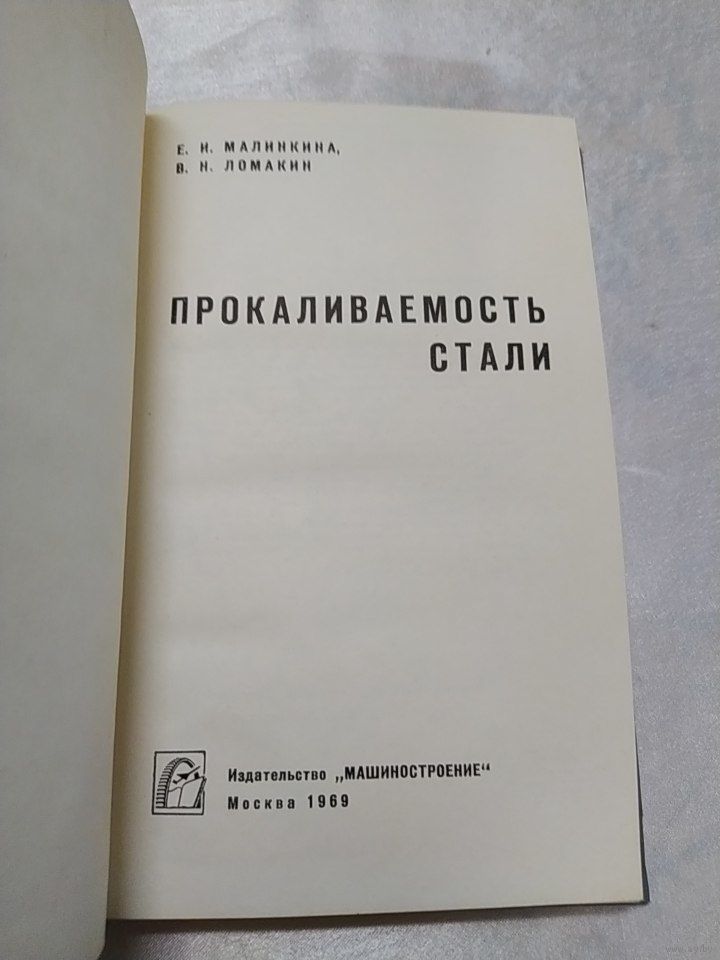 Е. И. МАЛИНКИНА,
В. Н. ЛОМАКИН
ПРОКАЛИВАЕМОСТЬ
СТАЛИ
Издательство „МАШИНОСТРОЕНИЕ“
Москва 1969